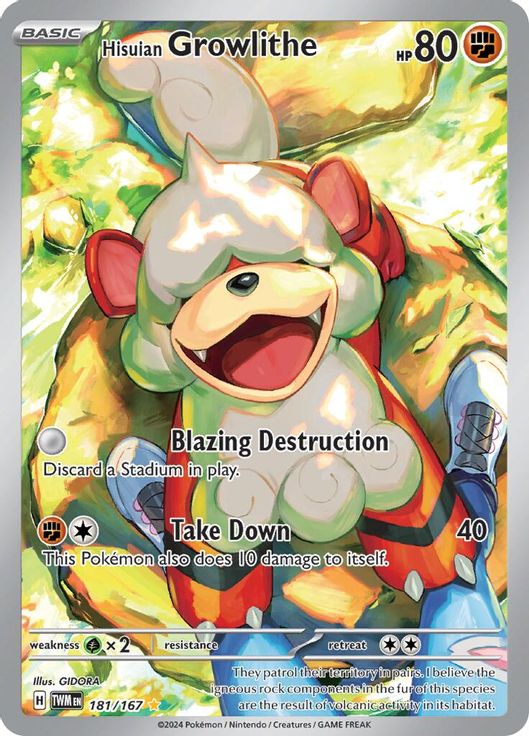 BASIC
Hisuian Growlithe
HP 80
Blazing Destruction
Discard a Stadium in play.
Take Down 40
This Pokémon also does 10 damage to itself.
weakness ×2 resistance retreat
Illus. GIDORA
They patrol their territory in pairs. I believe the
igneous rock components in the fur of this species
are the result of volcanic activity in its habitat.
H TWM EN 181/167
©2024 Pokémon / Nintendo / Creatures / GAME FREAK